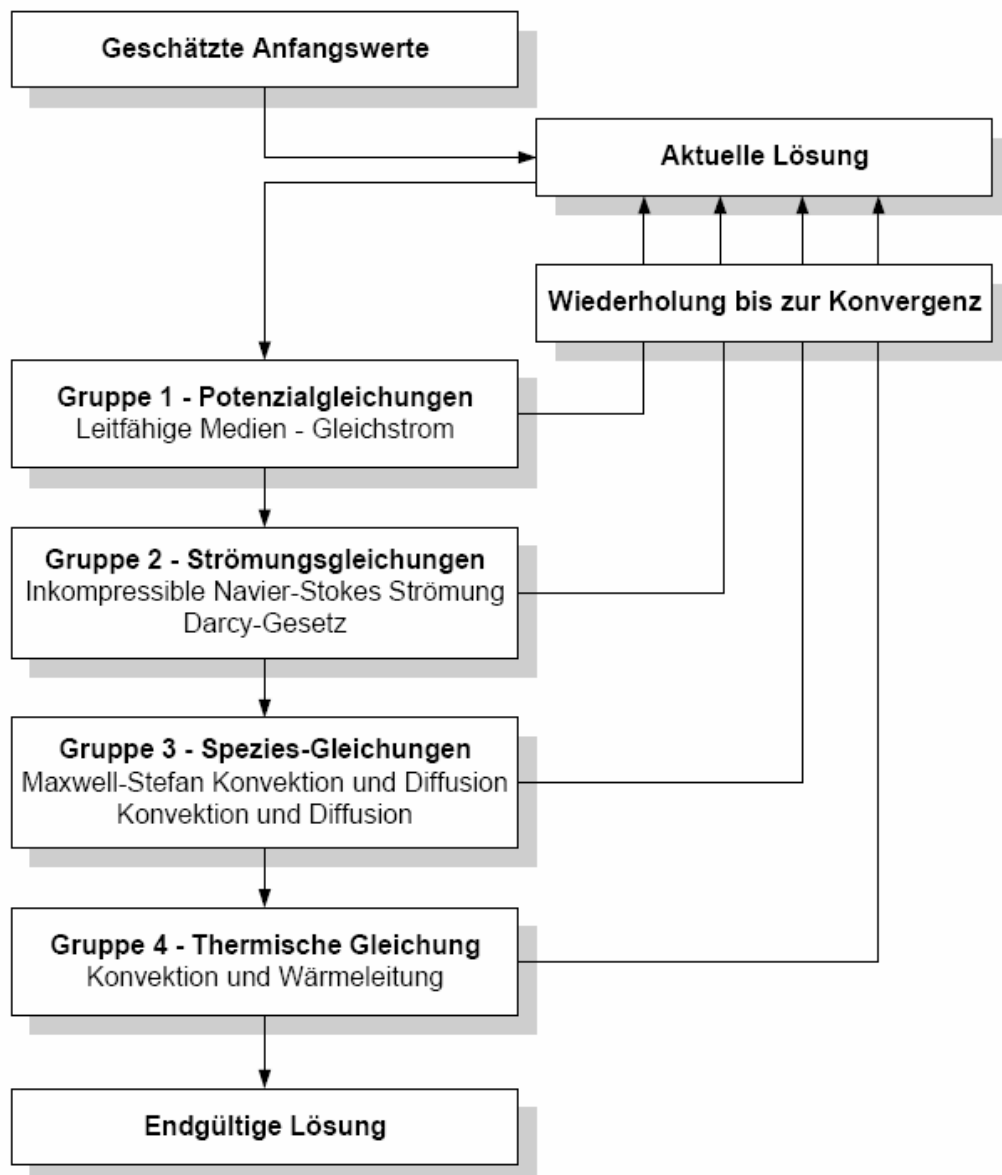 Geschätzte Anfangswerte
Aktuelle Lösung
Wiederholung bis zur Konvergenz
Gruppe 1 - Potenzialgleichungen
Leitfähige Medien - Gleichstrom
Gruppe 2 - Strömungsgleichungen
Inkompressible Navier-Stokes Strömung
Darcy-Gesetz
Gruppe 3 - Spezies-Gleichungen
Maxwell-Stefan Konvektion und Diffusion
Konvektion und Diffusion
Gruppe 4 - Thermische Gleichung
Konvektion und Wärmeleitung
Endgültige Lösung